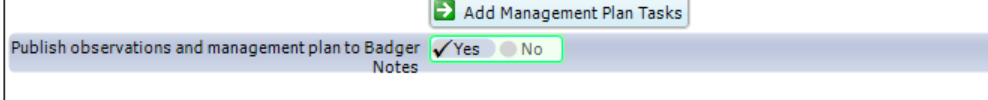 Add Management Plan Tasks
Publish observations and management plan to Badger Yes No
Notes